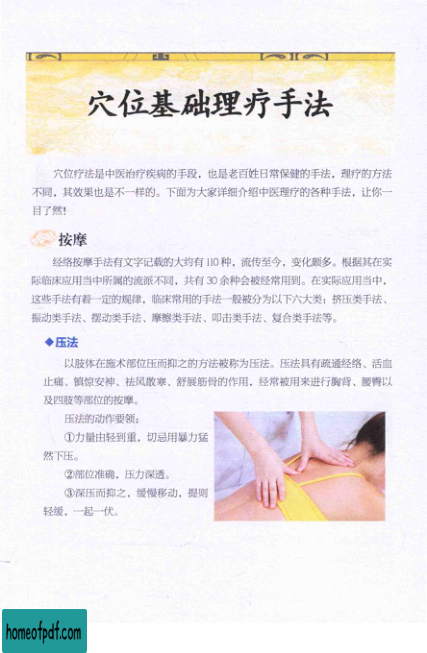 穴位基础理疗手法
穴位疗法是中医治疗疾病的手段，也是老百姓日常保健的手法，理疗的方法
不同，其效果也是不一样的。下面为大家详细介绍中医理疗的各种手法，让你一
目了然！
按摩
经络按摩手法有文字记载的大约有 110 种，流传至今，变化颇多。根据其在实
际临床应用当中所属的流派不同，共有 30 余种会被经常用到。在实际应用当中，
这些手法有着一定的规律，临床常用的手法一般被分为以下六大类：挤压类手法、
振动类手法、摆动类手法、摩擦类手法、叩击类手法、复合类手法等。
◆压法
以肢体在施术部位压而抑之的方法被称为压法。压法具有疏通经络、活血
止痛、镇惊安神、祛风散寒、舒展筋骨的作用，经常被用来进行胸背、腰臀以
及四肢等部位的按摩。
压法的动作要领：
①力量由轻到重，切忌用暴力猛
然下压。
②部位准确，压力深透。
③深压而抑之，缓慢移动，提则
轻缓，一起一伏。
homeofpdf.com